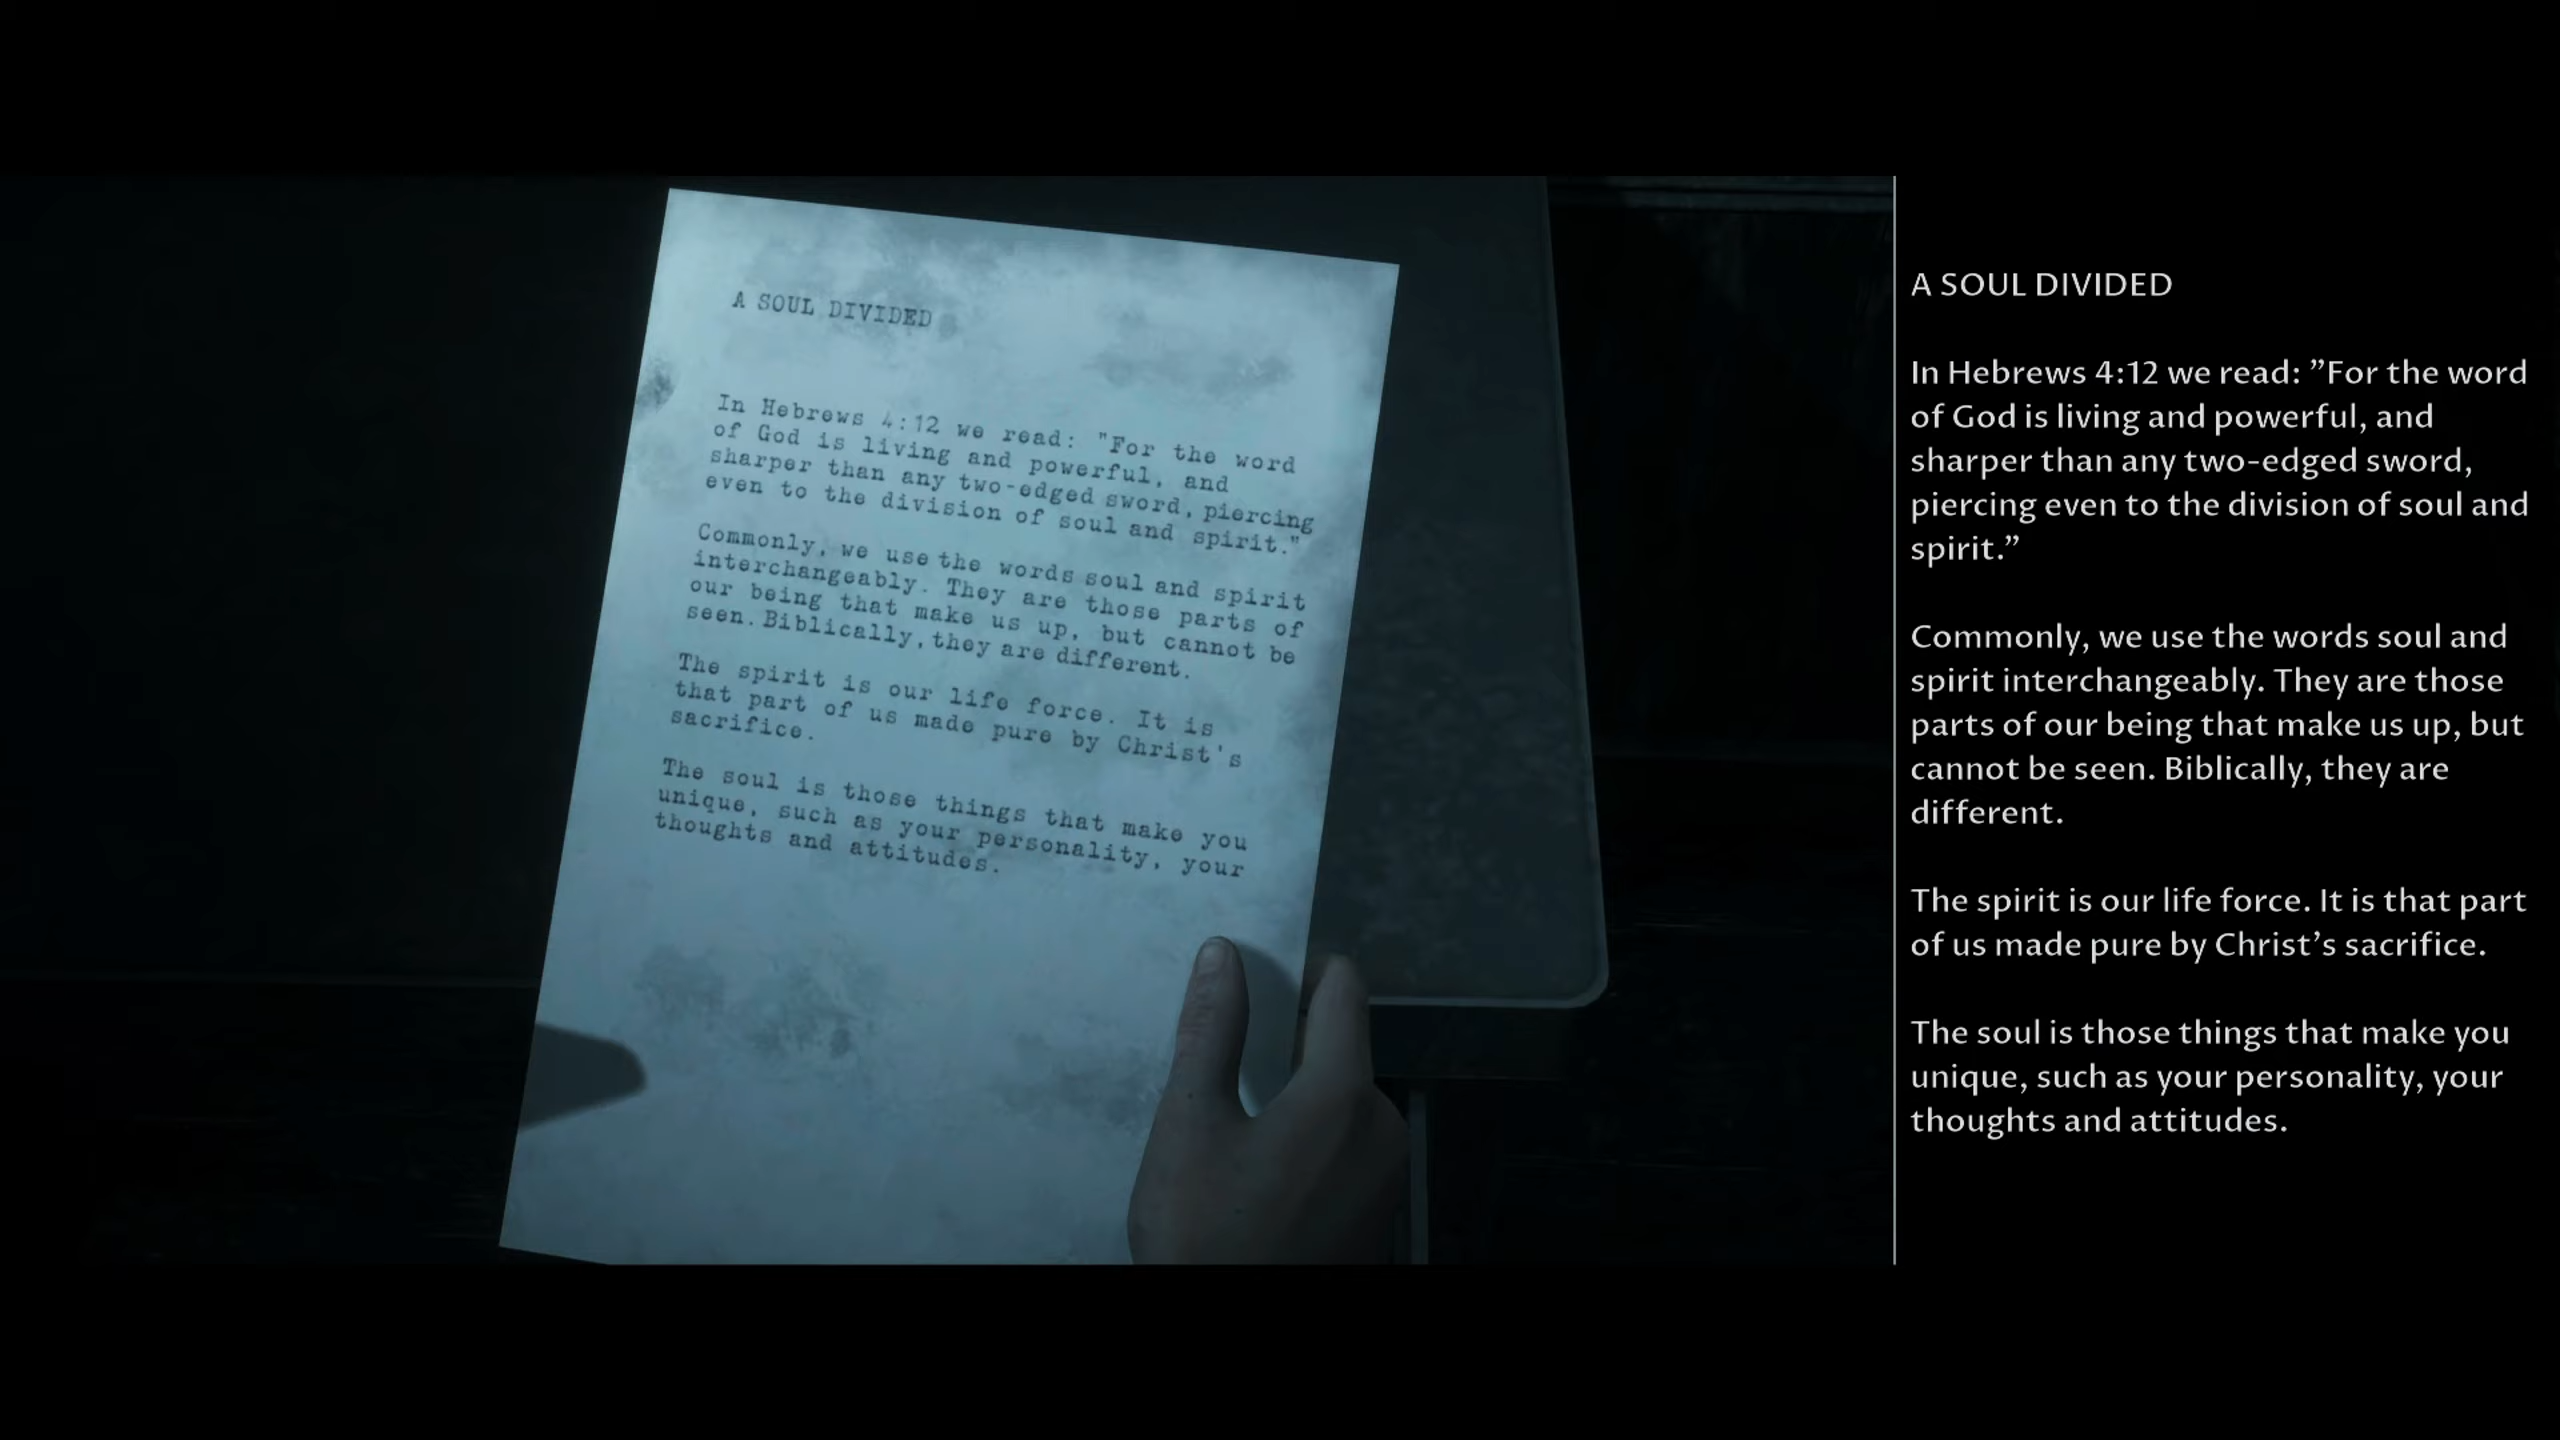 A SOUL DIVIDED
In Hebrews 4:12 we read: "For the word
of God is living and powerful, and
sharper than any two-edged sword, piercing
even to the division of soul and spirit."
Commonly, we use the words soul and spirit
interchangeably. They are those parts of
our being that make us up, but cannot be
seen. Biblically, they are different.
The spirit is our life force. It is
that part of us made pure by Christ's
sacrifice.
The soul is those things that make you
unique, such as your personality, your
thoughts and attitudes.
A SOUL DIVIDED
In Hebrews 4:12 we read: ”For the word
of God is living and powerful, and
sharper than any two-edged sword,
piercing even to the division of soul and
spirit.”
Commonly, we use the words soul and
spirit interchangeably. They are those
parts of our being that make us up, but
cannot be seen. Biblically, they are
different.
The spirit is our life force. It is that part
of us made pure by Christ’s sacrifice.
The soul is those things that make you
unique, such as your personality, your
thoughts and attitudes.